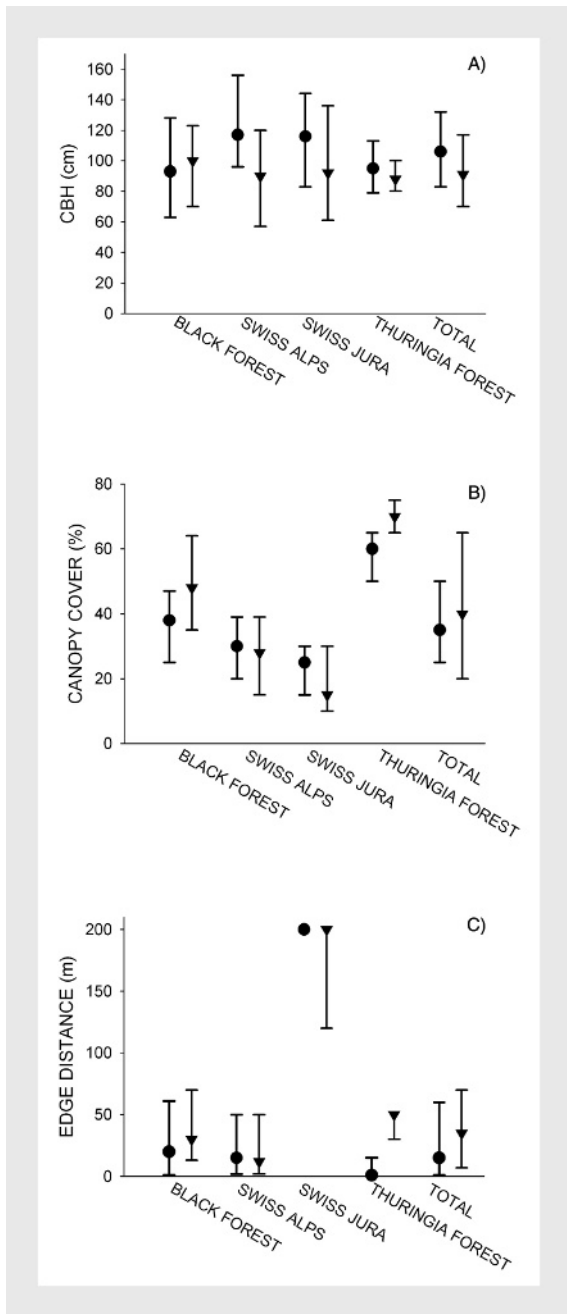 A)
CBH (cm)
160
140
120
100
80
60
40
20
0
BLACK FOREST
SWISS ALPS
SWISS JURA
THURINGIA FOREST
TOTAL
B)
CANOPY COVER (%)
80
60
40
20
0
BLACK FOREST
SWISS ALPS
SWISS JURA
THURINGIA FOREST
TOTAL
C)
EDGE DISTANCE (m)
200
150
100
50
0
BLACK FOREST
SWISS ALPS
SWISS JURA
THURINGIA FOREST
TOTAL